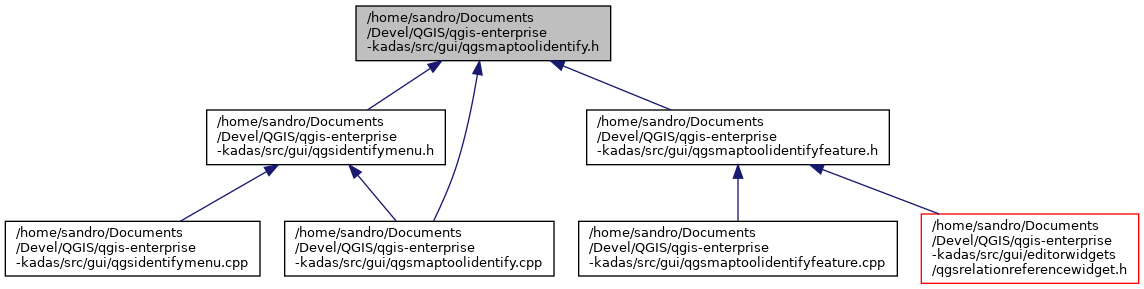 /home/sandro/Documents
/Devel/QGIS/qgis-enterprise
-kadas/src/gui/qgsmaptoolidentify.h
/home/sandro/Documents
/Devel/QGIS/qgis-enterprise
-kadas/src/gui/qgsidentifymenu.h
/home/sandro/Documents
/Devel/QGIS/qgis-enterprise
-kadas/src/gui/qgsmaptoolidentifyfeature.h
/home/sandro/Documents
/Devel/QGIS/qgis-enterprise
-kadas/src/gui/qgsidentifymenu.cpp
/home/sandro/Documents
/Devel/QGIS/qgis-enterprise
-kadas/src/gui/qgsmaptoolidentify.cpp
/home/sandro/Documents
/Devel/QGIS/qgis-enterprise
-kadas/src/gui/qgsmaptoolidentifyfeature.cpp
/home/sandro/Documents
/Devel/QGIS/qgis-enterprise
-kadas/src/gui/editorwidgets
/qgsrelationreferencewidget.h